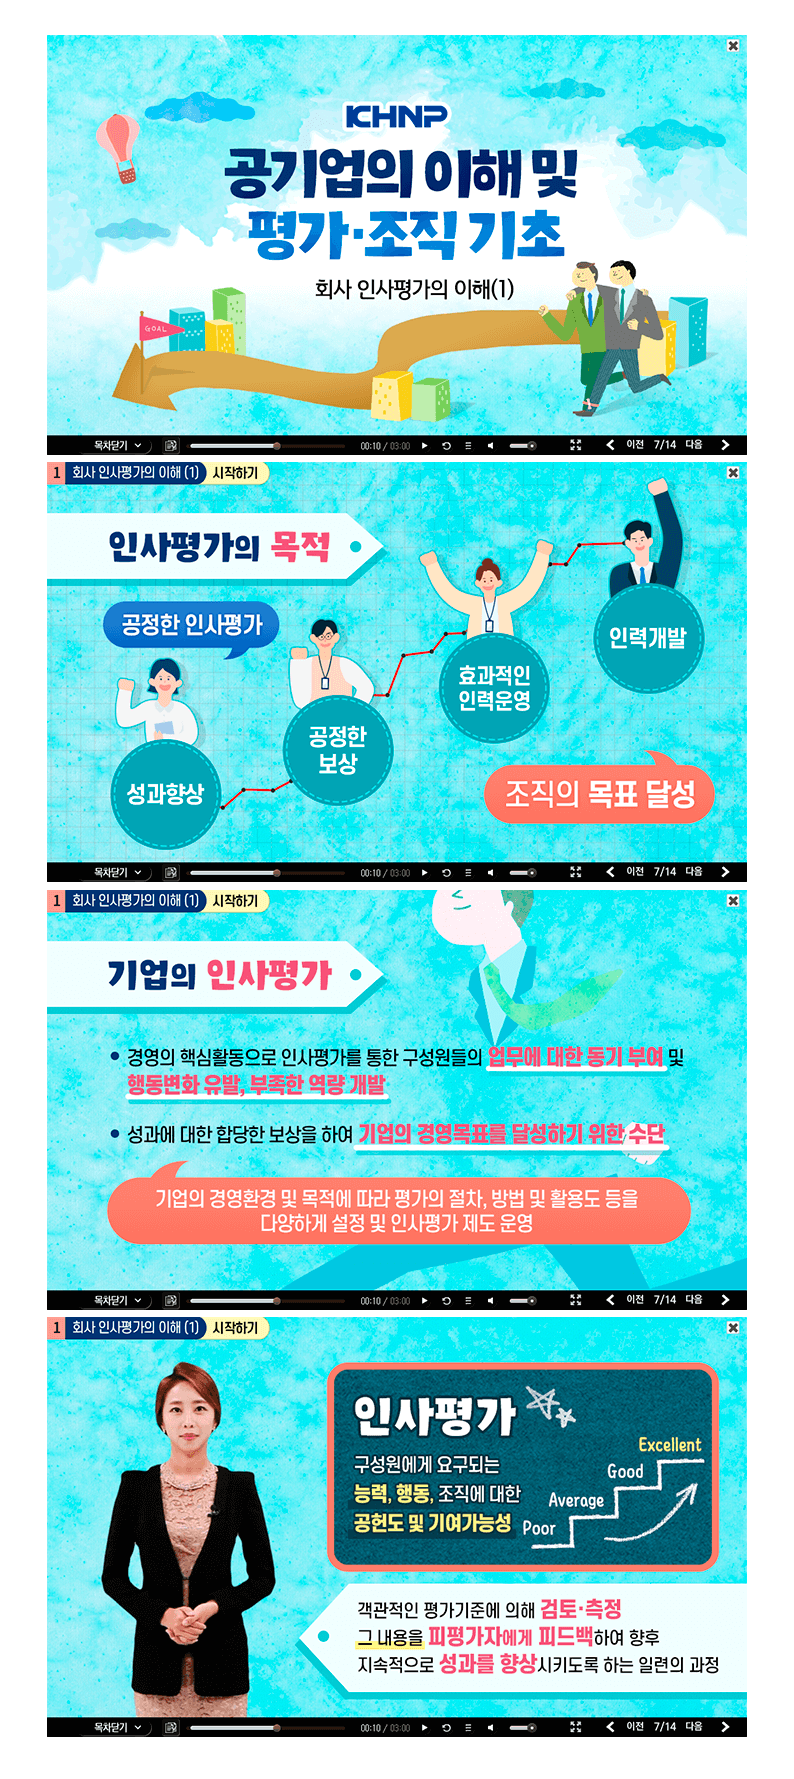 KHNP
공기업의 이해 및
평가·조직 기초
회사 인사평가의 이해(1)
GOAL
목차닫기
00:10 / 03:00
이전 7/14 다음
1 회사 인사평가의 이해 (1) 시작하기
인사평가의 목적
공정한 인사평가
인력개발
효과적인
인력운영
공정한
보상
성과향상
조직의 목표 달성
목차닫기
00:10 / 03:00
이전 7/14 다음
1 회사 인사평가의 이해 (1) 시작하기
기업의 인사평가
• 경영의 핵심활동으로 인사평가를 통한 구성원들의 업무에 대한 동기 부여 및
행동변화 유발, 부족한 역량 개발
• 성과에 대한 합당한 보상을 하여 기업의 경영목표를 달성하기 위한 수단
기업의 경영환경 및 목적에 따라 평가의 절차, 방법 및 활용도 등을
다양하게 설정 및 인사평가 제도 운영
목차닫기
00:10 / 03:00
이전 7/14 다음
1 회사 인사평가의 이해 (1) 시작하기
인사평가
구성원에게 요구되는
능력, 행동, 조직에 대한
공헌도 및 기여가능성
Excellent
Good
Average
Poor
객관적인 평가기준에 의해 검토·측정
그 내용을 피평가자에게 피드백하여 향후
지속적으로 성과를 향상시키도록 하는 일련의 과정
목차닫기
00:10 / 03:00
이전 7/14 다음